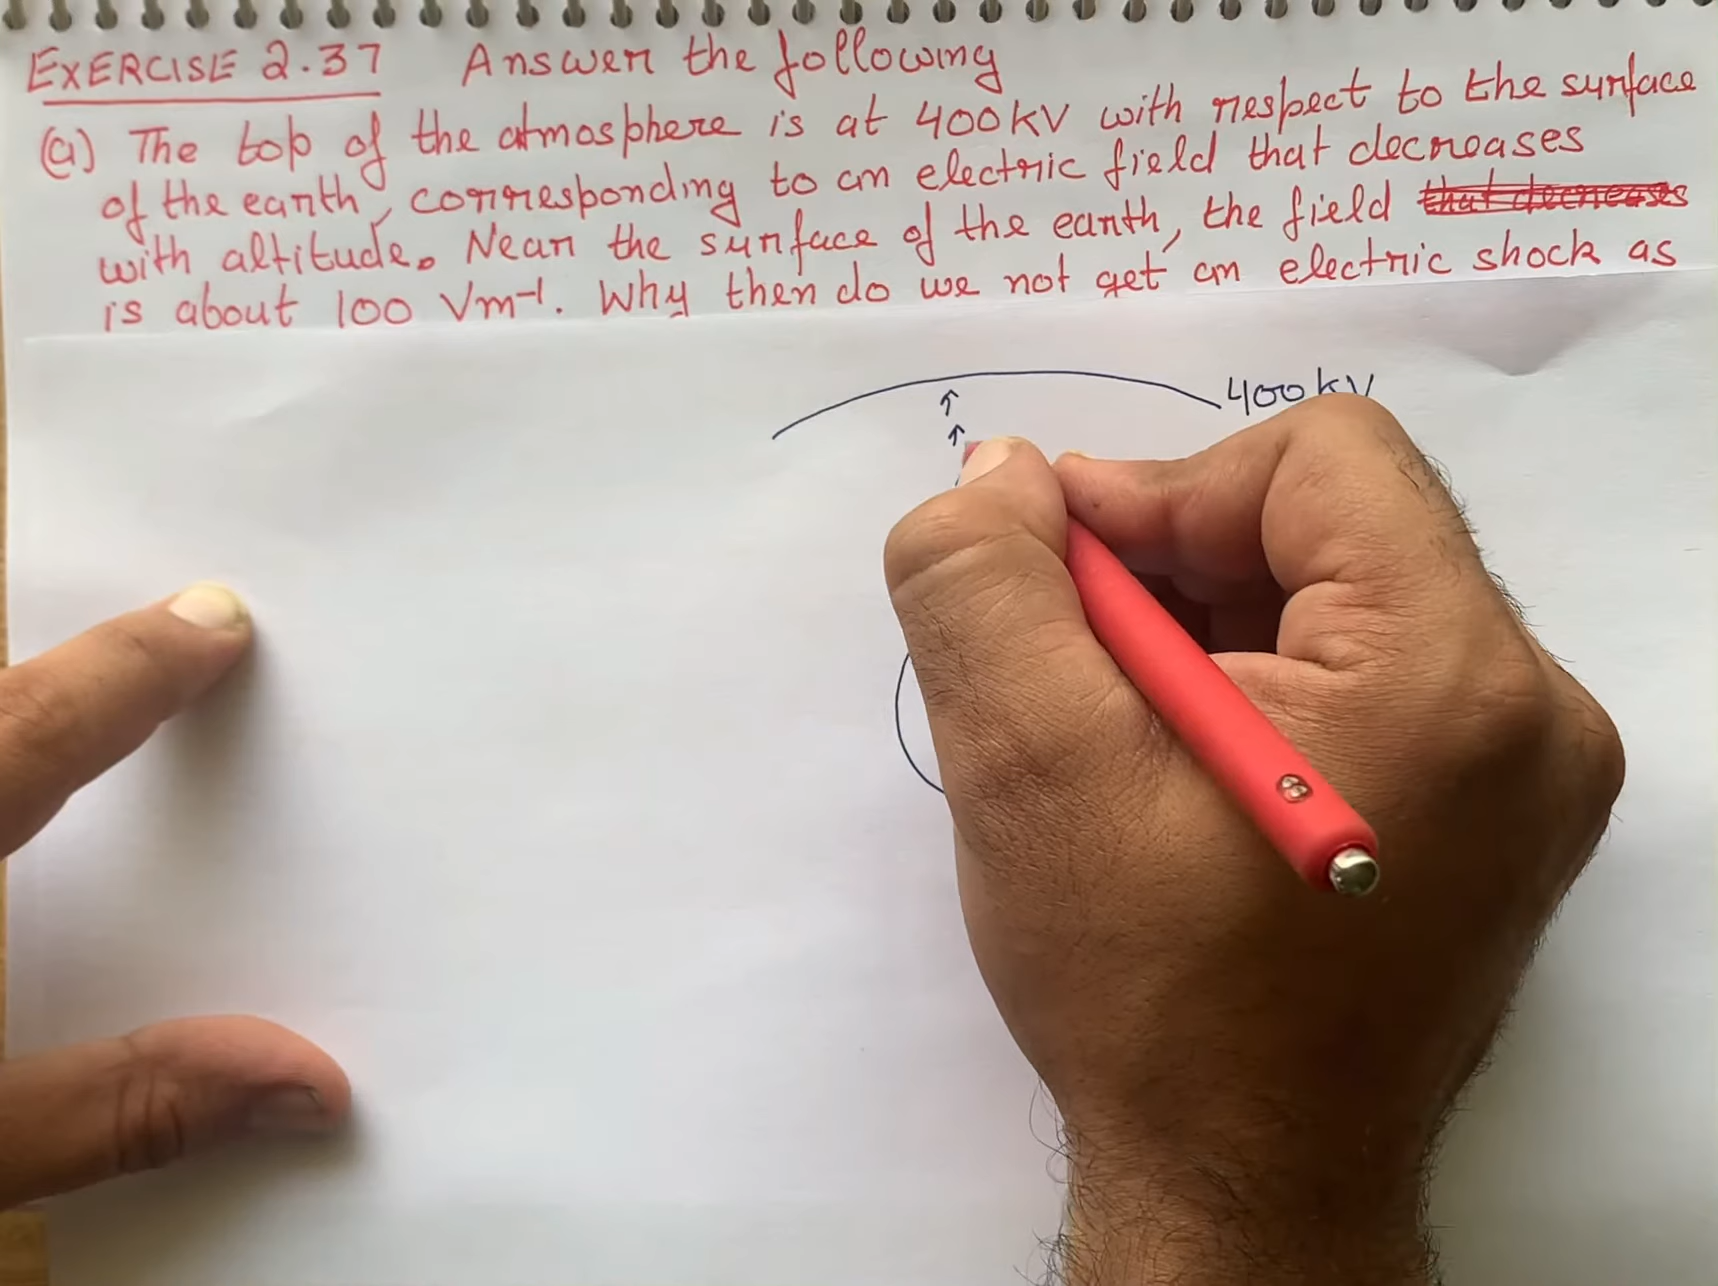 EXERCISE 2.37 Answer the following
(a) The top of the atmosphere is at 400kV with respect to the surface
of the earth, corresponding to an electric field that decreases
with altitude. Near the surface of the earth, the field that decreases
is about 100 Vm⁻¹. Why then do we not get an electric shock as
400kV